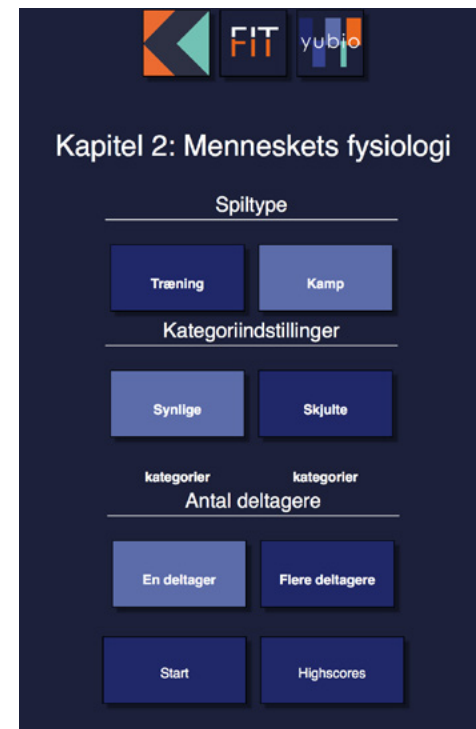 FIT yubio
Kapitel 2: Menneskets fysiologi
Spiltype
Træning Kamp
Kategoriindstillinger
Synlige Skjulte
kategorier kategorier
Antal deltagere
En deltager Flere deltagere
Start Highscores